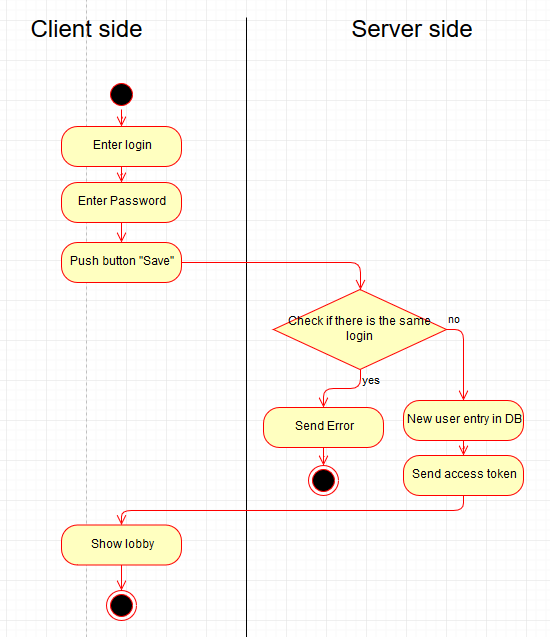 Client side
Server side
Enter login
Enter Password
Push button "Save"
Check if there is the same
login
no
yes
Send Error
New user entry in DB
Send access token
Show lobby